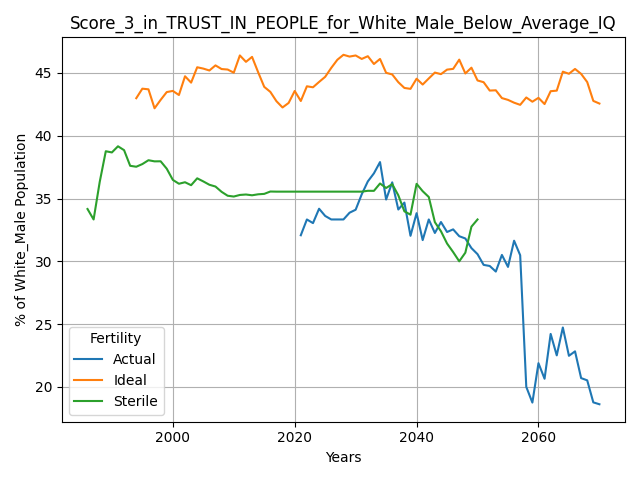 Score_3_in_TRUST_IN_PEOPLE_for_White_Male_Below_Average_IQ
% of White_Male Population
45
40
35
30
25
20
Fertility
Actual
Ideal
Sterile
2000
2020
2040
2060
Years